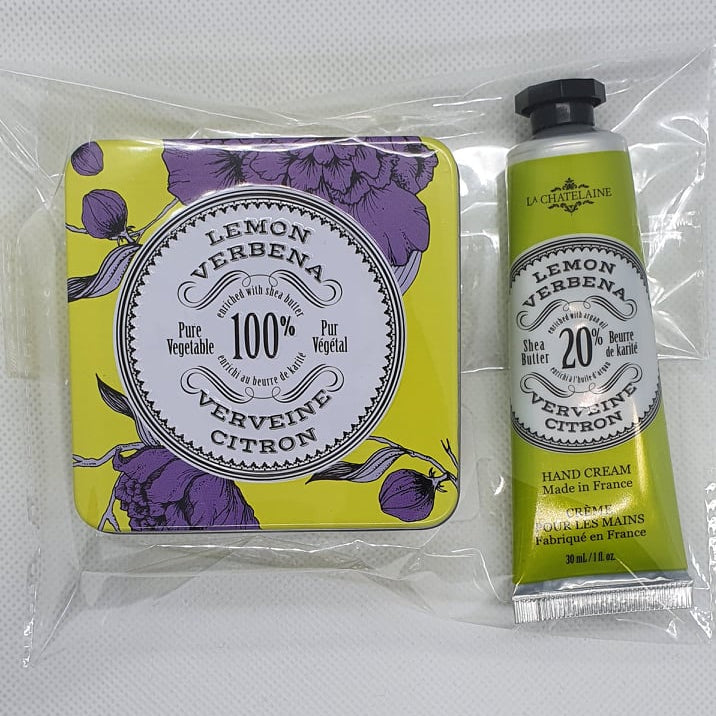 LEMON
VERBENA
enriched with shea butter
Pure
Vegetable
100%
Pur
Végétal
enrichi au beurre de karité
VERVEINE
CITRON
LA CHATELAINE
LEMON
VERBENA
enriched with argan oil
Shea
Butter
20%
Beurre
de karité
enrichi à l'huile d'argan
VERVEINE
CITRON
HAND CREAM
Made in France
CRÈME
POUR LES MAINS
Fabriqué en France
30 mL / 1 fl. oz.